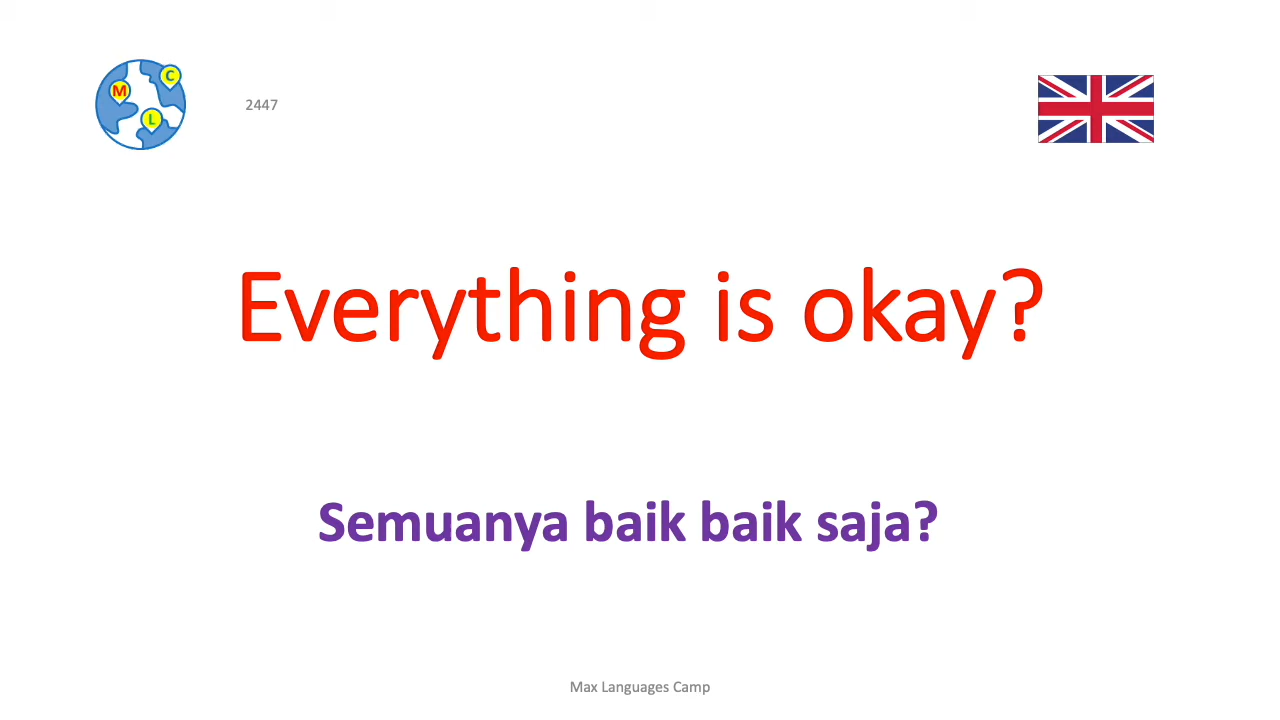 C
M
L
2447
Everything is okay?
Semuanya baik baik saja?
Max Languages Camp